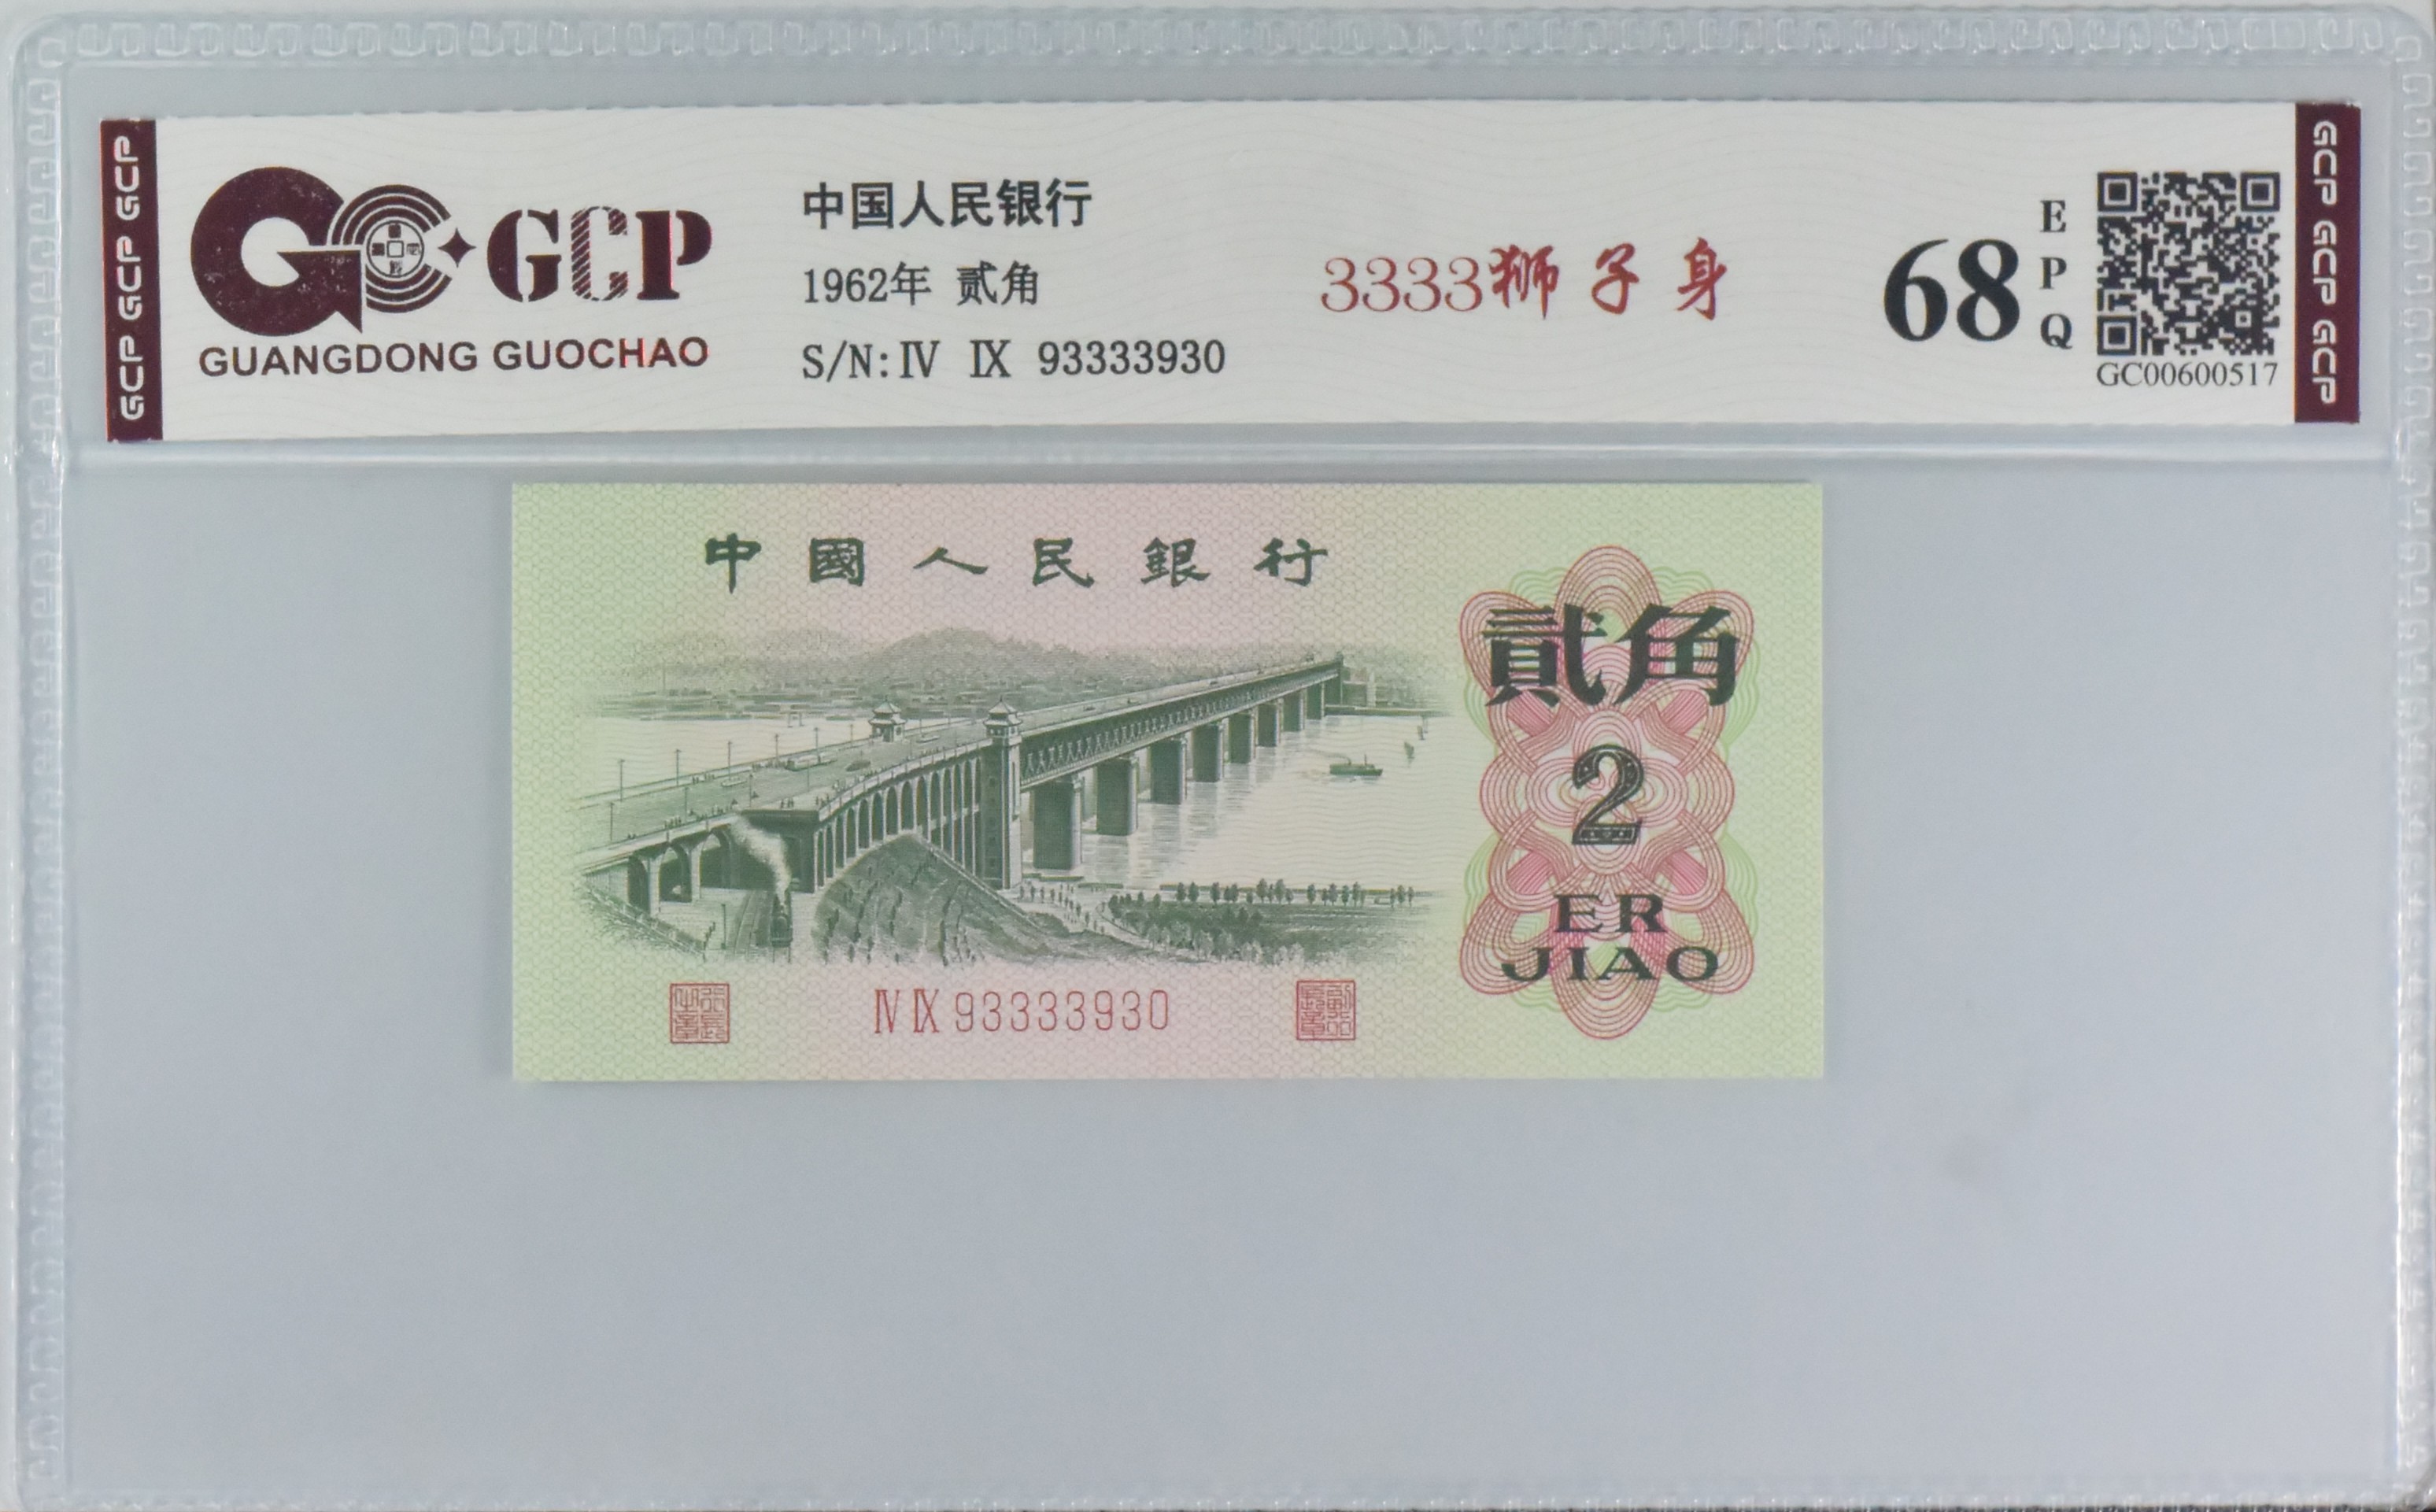 GCP GCP GCP
GCP
GUANGDONG GUOCHAO
中国人民银行
1962年 贰角
S/N: Ⅳ Ⅸ 93333930
3333狮子身
68
E
P
Q
GC00600517
GCP GCP GCP
中國人民銀行
貳角
2
ER
JIAO
Ⅳ Ⅸ 93333930